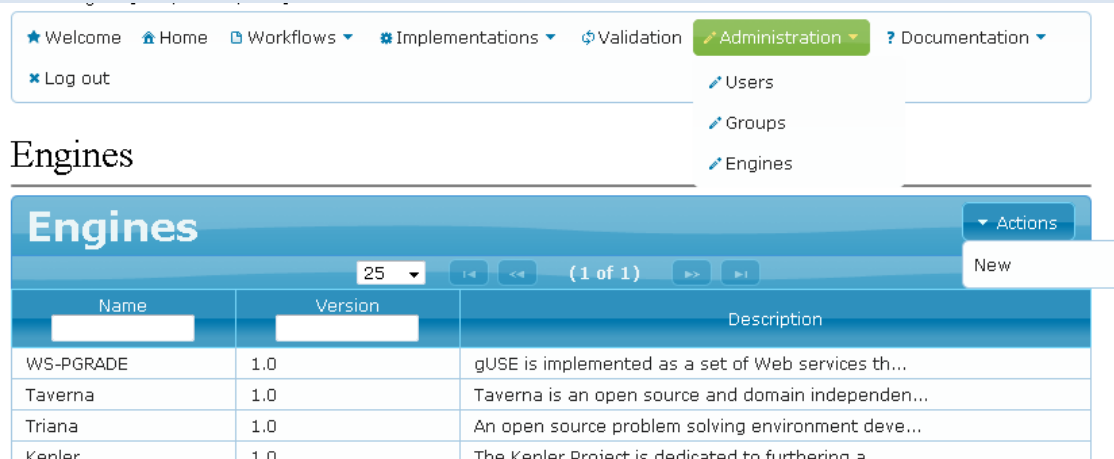 Welcome Home Workflows Implementations Validation Administration ? Documentation
Log out
Users
Groups
Engines
Engines
Engines
Actions
New
25 (1 of 1)
Name Version Description
WS-PGRADE 1.0 gUSE is implemented as a set of Web services th...
Taverna 1.0 Taverna is an open source and domain independen...
Triana 1.0 An open source problem solving environment deve...
Kepler 1.0 The Kepler Project is dedicated to furthering a